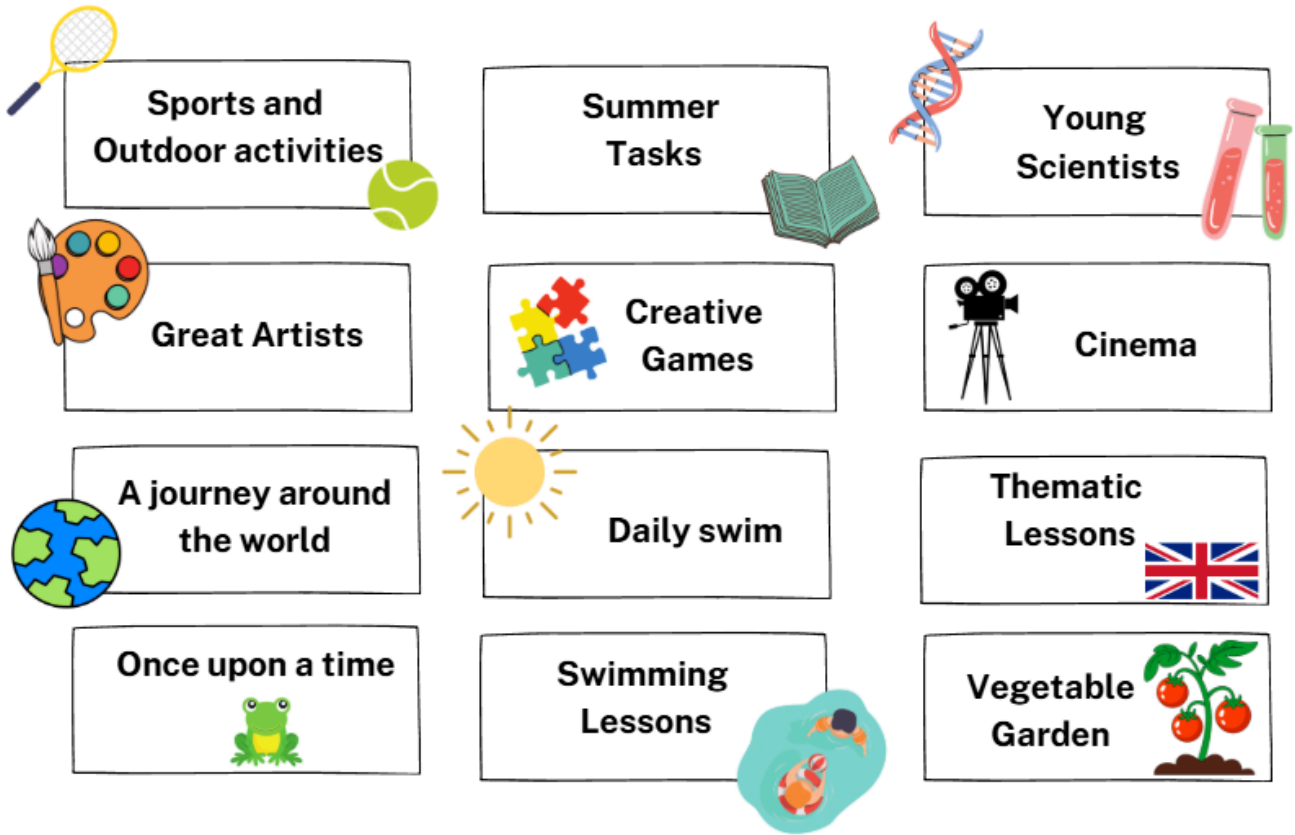 Sports and
Outdoor activities
Summer
Tasks
Young
Scientists
Great Artists
Creative
Games
Cinema
A journey around
the world
Daily swim
Thematic
Lessons
Once upon a time
Swimming
Lessons
Vegetable
Garden